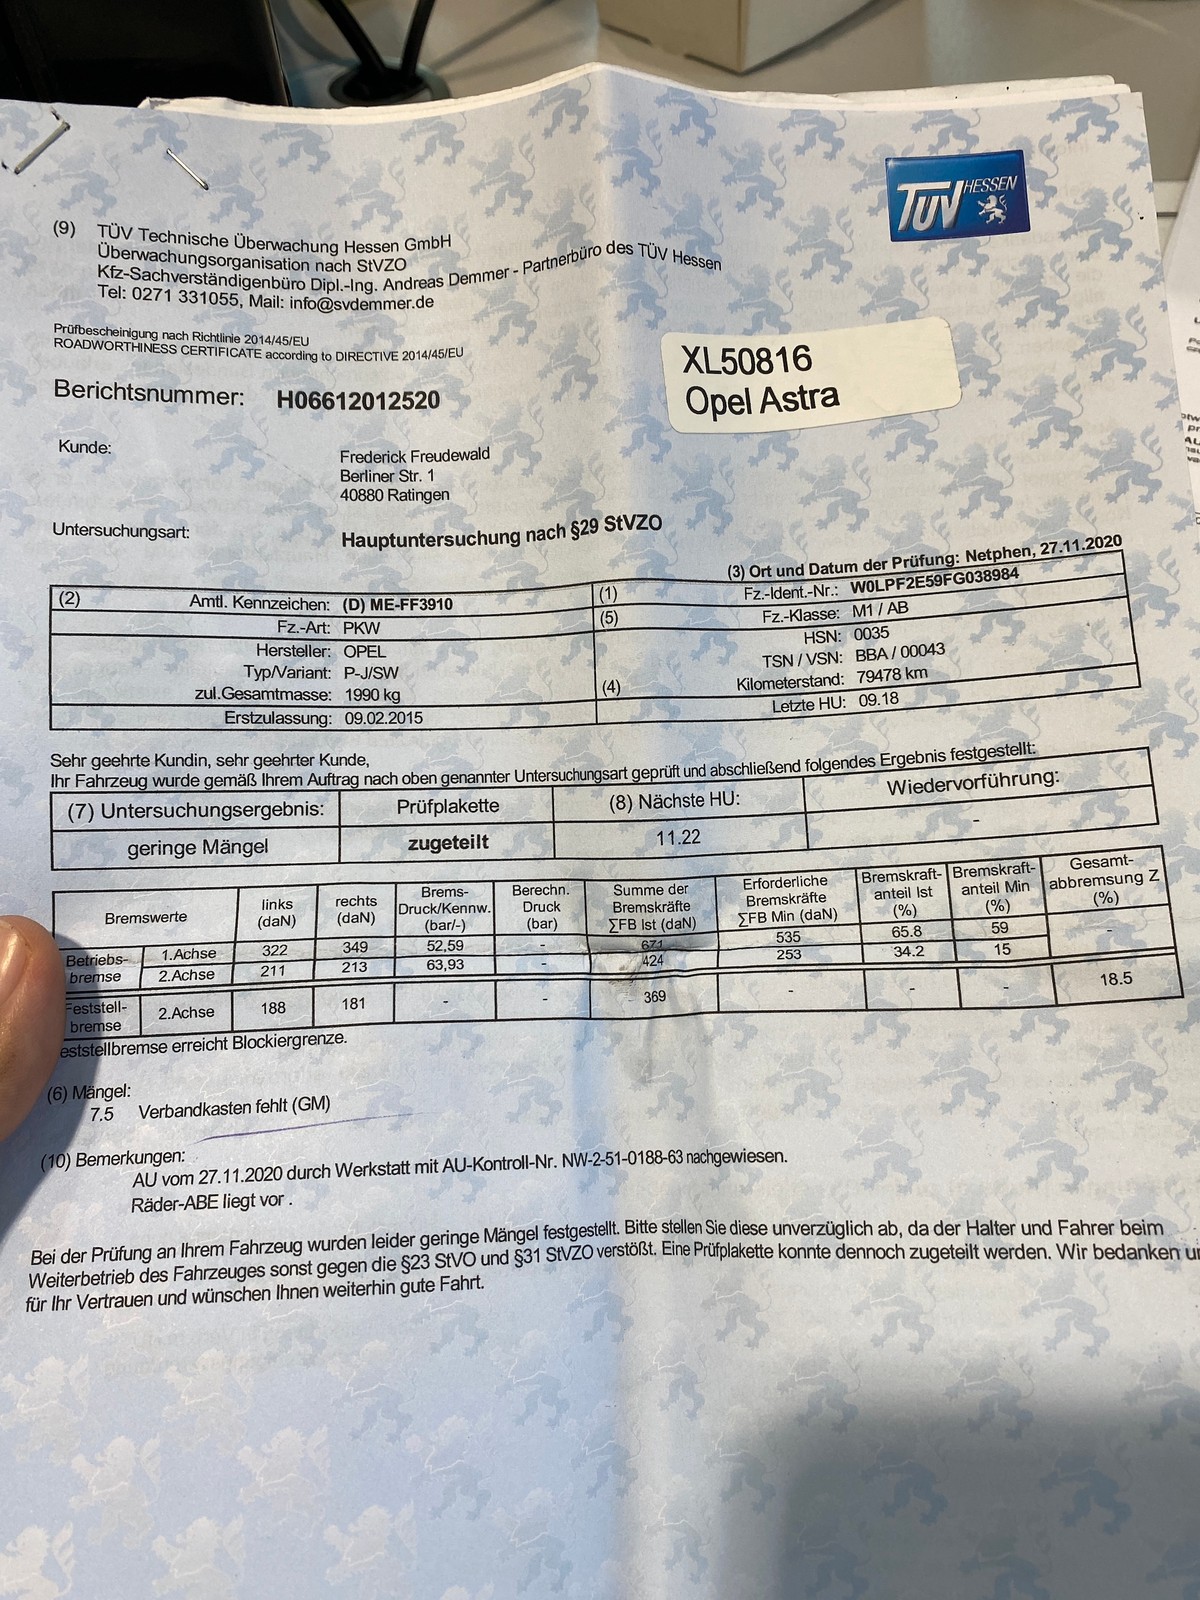 TÜV HESSEN
(9) TÜV Technische Überwachung Hessen GmbH
Überwachungsorganisation nach StVZO
Kfz-Sachverständigenbüro Dipl.-Ing. Andreas Demmer - Partnerbüro des TÜV Hessen
Tel: 0271 331055, Mail: info@svdemmer.de
Prüfbescheinigung nach Richtlinie 2014/45/EU
ROADWORTHINESS CERTIFICATE according to DIRECTIVE 2014/45/EU
XL50816
Opel Astra
Berichtsnummer: H06612012520
Kunde: Frederick Freudewald
Berliner Str. 1
40880 Ratingen
Untersuchungsart: Hauptuntersuchung nach §29 StVZO
(3) Ort und Datum der Prüfung: Netphen, 27.11.2020
(2) Amtl. Kennzeichen: (D) ME-FF3910 (1) Fz.-Ident.-Nr.: W0LPF2E59FG038984
Fz.-Art: PKW (5) Fz.-Klasse: M1 / AB
Hersteller: OPEL HSN: 0035
Typ/Variant: P-J/SW TSN / VSN: BBA / 00043
zul.Gesamtmasse: 1990 kg (4) Kilometerstand: 79478 km
Erstzulassung: 09.02.2015 Letzte HU: 09.18
Sehr geehrte Kundin, sehr geehrter Kunde,
Ihr Fahrzeug wurde gemäß Ihrem Auftrag nach oben genannter Untersuchungsart geprüft und abschließend folgendes Ergebnis festgestellt:
(7) Untersuchungsergebnis: Prüfplakette (8) Nächste HU: Wiedervorführung:
geringe Mängel zugeteilt 11.22 -
Bremswerte links (daN) rechts (daN) Brems-Druck/Kennw. (bar/-) Berechn. Druck (bar) Summe der Bremskräfte ∑FB Ist (daN) Erforderliche Bremskräfte ∑FB Min (daN) Bremskraft-anteil Ist (%) Bremskraft-anteil Min (%) Gesamt-abbremsung Z (%)
Betriebs-bremse 1.Achse 322 349 52,59 - 671 535 65.8 59 -
2.Achse 211 213 63,93 - 424 253 34.2 15
Feststell-bremse 2.Achse 188 181 - - 369 - - - 18.5
eststellbremse erreicht Blockiergrenze.
(6) Mängel:
7.5 Verbandkasten fehlt (GM)
(10) Bemerkungen:
AU vom 27.11.2020 durch Werkstatt mit AU-Kontroll-Nr. NW-2-51-0188-63 nachgewiesen.
Räder-ABE liegt vor .
Bei der Prüfung an Ihrem Fahrzeug wurden leider geringe Mängel festgestellt. Bitte stellen Sie diese unverzüglich ab, da der Halter und Fahrer beim
Weiterbetrieb des Fahrzeuges sonst gegen die §23 StVO und §31 StVZO verstößt. Eine Prüfplakette konnte dennoch zugeteilt werden. Wir bedanken
für Ihr Vertrauen und wünschen Ihnen weiterhin gute Fahrt.